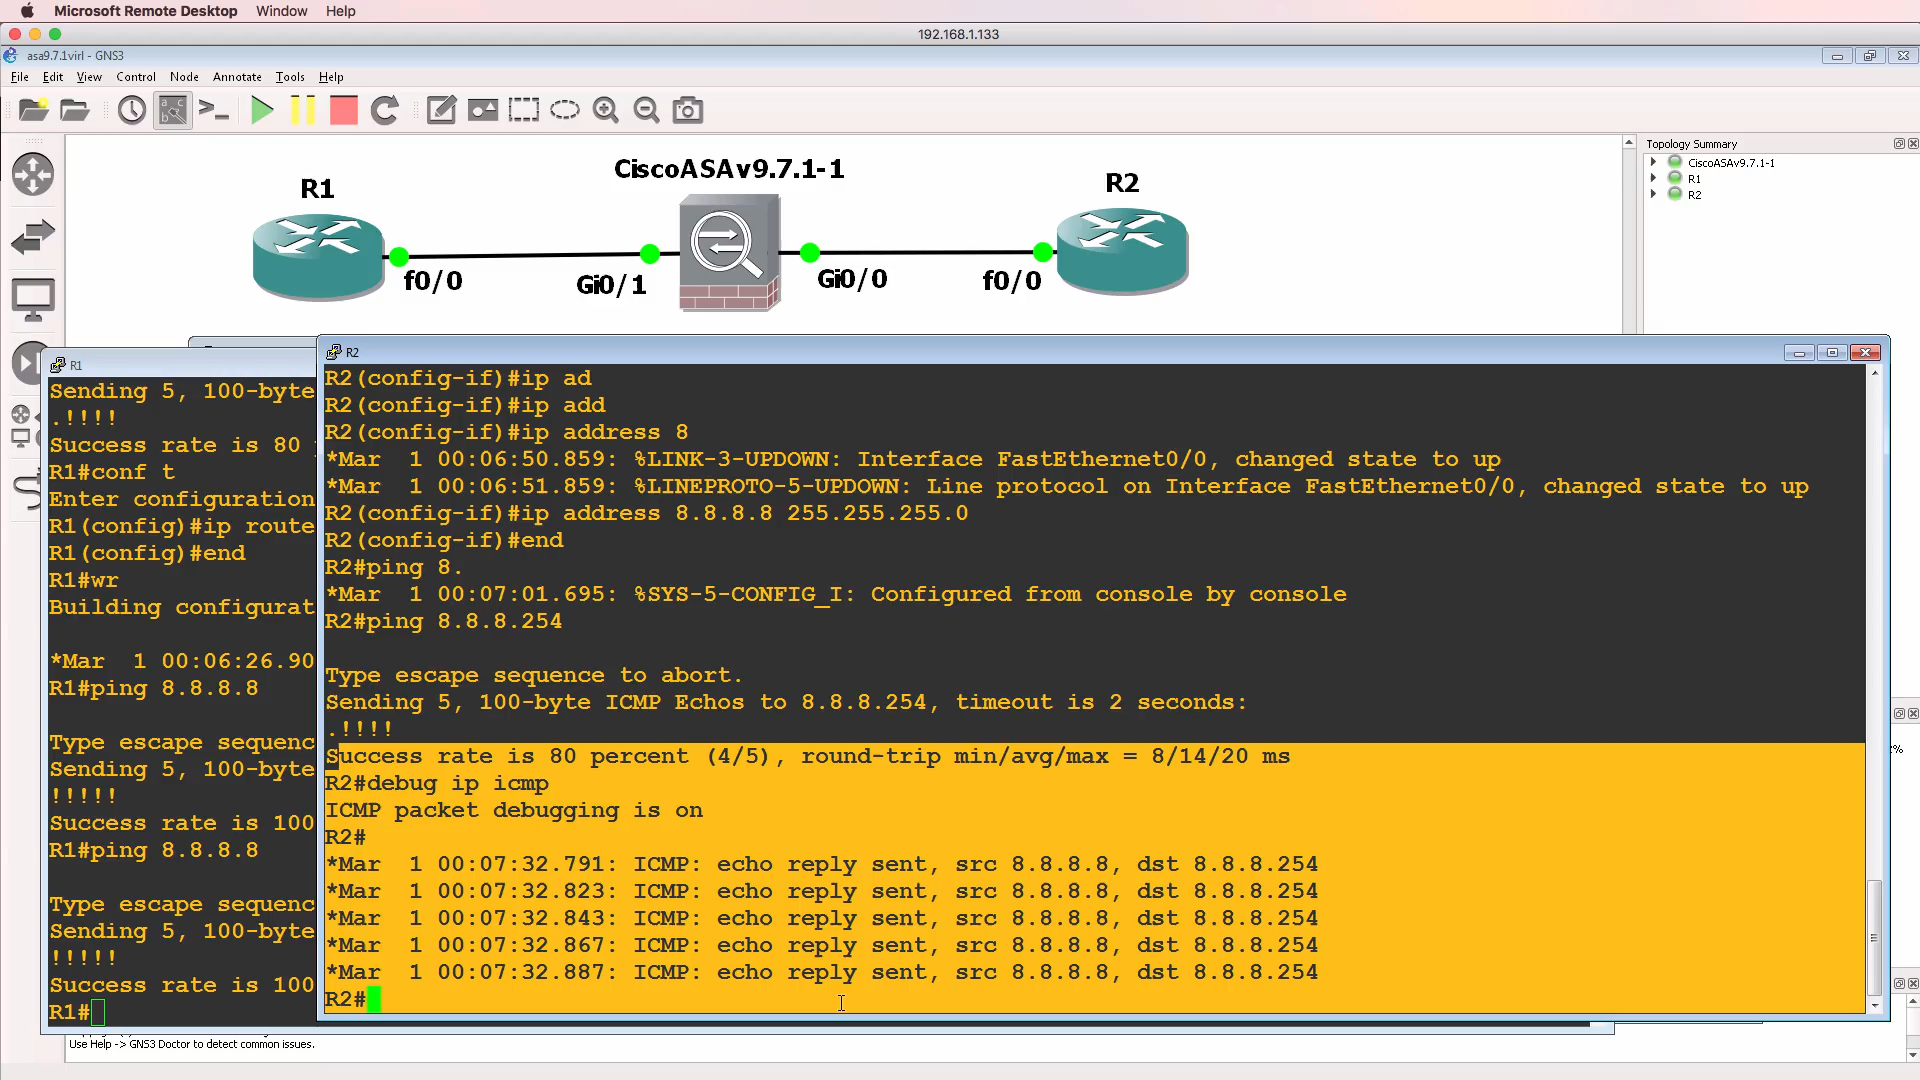 Microsoft Remote Desktop Window Help
192.168.1.133
asa9.7.1virl - GNS3
File Edit View Control Node Annotate Tools Help
Topology Summary
CiscoASAv9.7.1-1
R1
R2
CiscoASAv9.7.1-1
R1
R2
f0/0
Gi0/1
Gi0/0
f0/0
R1
Sending 5, 100-byte
.!!!!
Success rate is 80
R1#conf t
Enter configuration
R1(config)#ip route
R1(config)#end
R1#wr
Building configurat
*Mar  1 00:06:26.90
R1#ping 8.8.8.8
Type escape sequenc
Sending 5, 100-byte
!!!!!
Success rate is 100
R1#ping 8.8.8.8
Type escape sequenc
Sending 5, 100-byte
!!!!!
Success rate is 100
R1#
R2
R2(config-if)#ip ad
R2(config-if)#ip add
R2(config-if)#ip address 8
*Mar  1 00:06:50.859: %LINK-3-UPDOWN: Interface FastEthernet0/0, changed state to up
*Mar  1 00:06:51.859: %LINEPROTO-5-UPDOWN: Line protocol on Interface FastEthernet0/0, changed state to up
R2(config-if)#ip address 8.8.8.8 255.255.255.0
R2(config-if)#end
R2#ping 8.
*Mar  1 00:07:01.695: %SYS-5-CONFIG_I: Configured from console by console
R2#ping 8.8.8.254
Type escape sequence to abort.
Sending 5, 100-byte ICMP Echos to 8.8.8.254, timeout is 2 seconds:
.!!!!
Success rate is 80 percent (4/5), round-trip min/avg/max = 8/14/20 ms
R2#debug ip icmp
ICMP packet debugging is on
R2#
*Mar  1 00:07:32.791: ICMP: echo reply sent, src 8.8.8.8, dst 8.8.8.254
*Mar  1 00:07:32.823: ICMP: echo reply sent, src 8.8.8.8, dst 8.8.8.254
*Mar  1 00:07:32.843: ICMP: echo reply sent, src 8.8.8.8, dst 8.8.8.254
*Mar  1 00:07:32.867: ICMP: echo reply sent, src 8.8.8.8, dst 8.8.8.254
*Mar  1 00:07:32.887: ICMP: echo reply sent, src 8.8.8.8, dst 8.8.8.254
R2#
Use Help -> GNS3 Doctor to detect common issues.